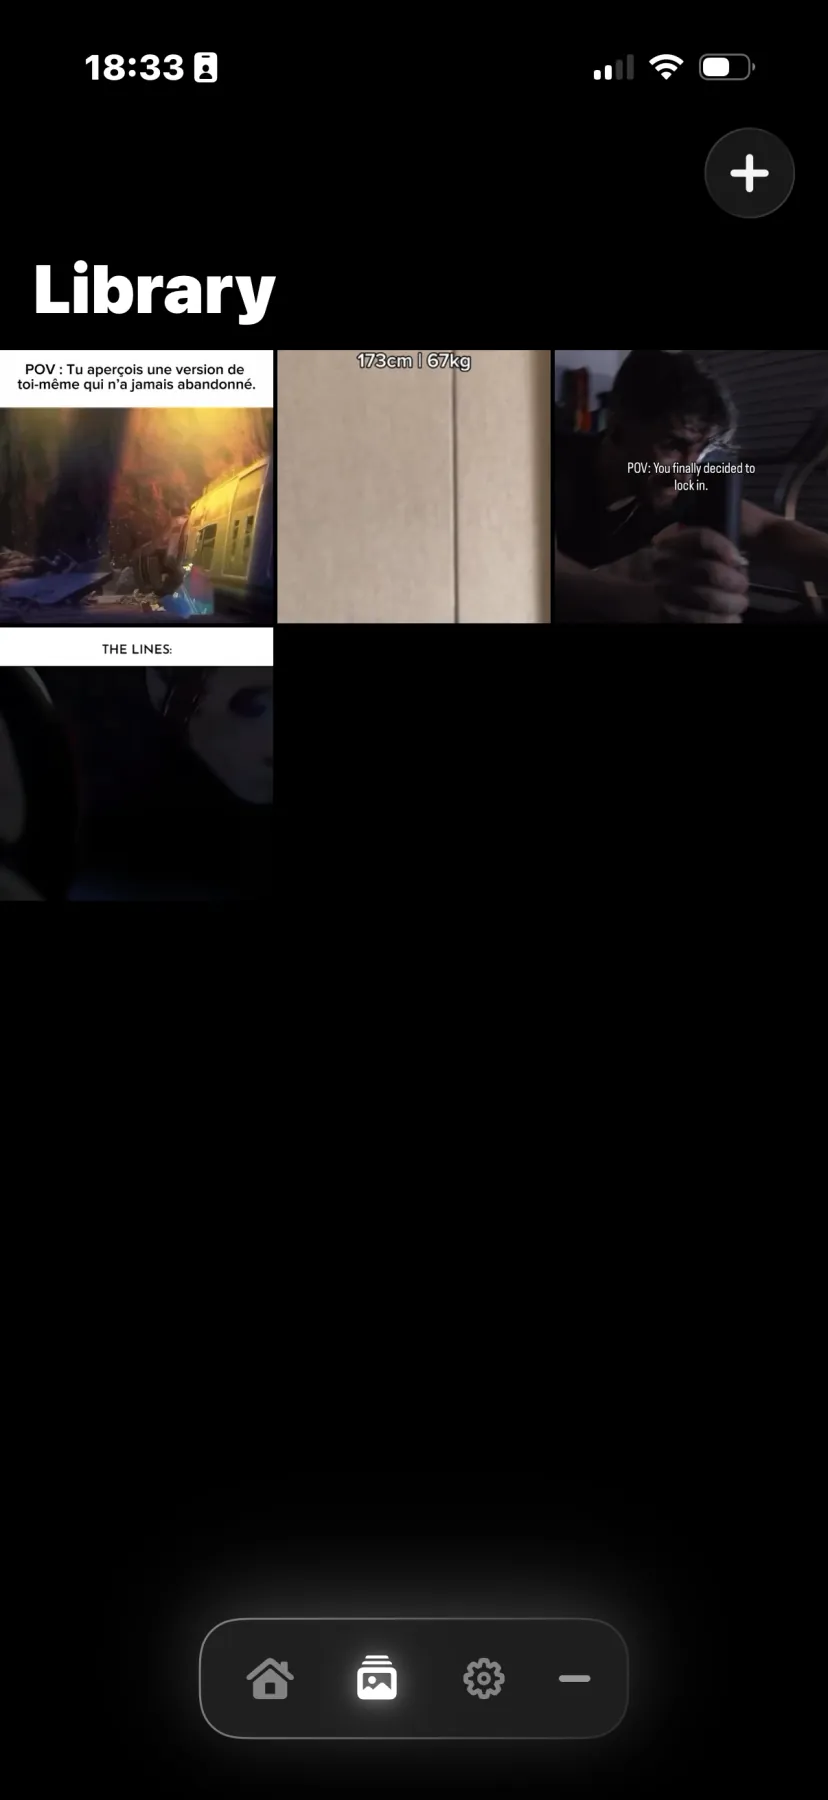 18:33
Library
POV : Tu aperçois une version de
toi-même qui n'a jamais abandonné.
173cm | 67kg
POV: You finally decided to
lock in.
THE LINES: